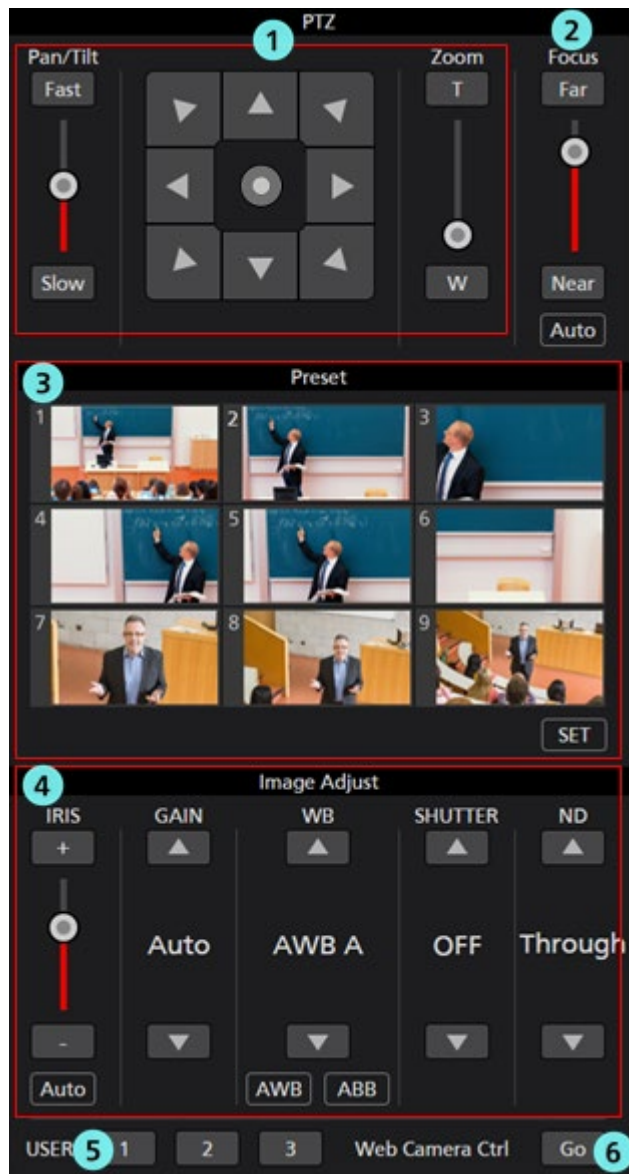 PTZ
1
2
Pan/Tilt
Zoom
Focus
Fast
T
Far
Slow
W
Near
Auto
3
Preset
1
2
3
4
5
6
7
8
9
SET
4
Image Adjust
IRIS
GAIN
WB
SHUTTER
ND
+
Auto
AWB A
OFF
Through
-
Auto
AWB
ABB
USER
5
1
2
3
Web Camera Ctrl
Go
6